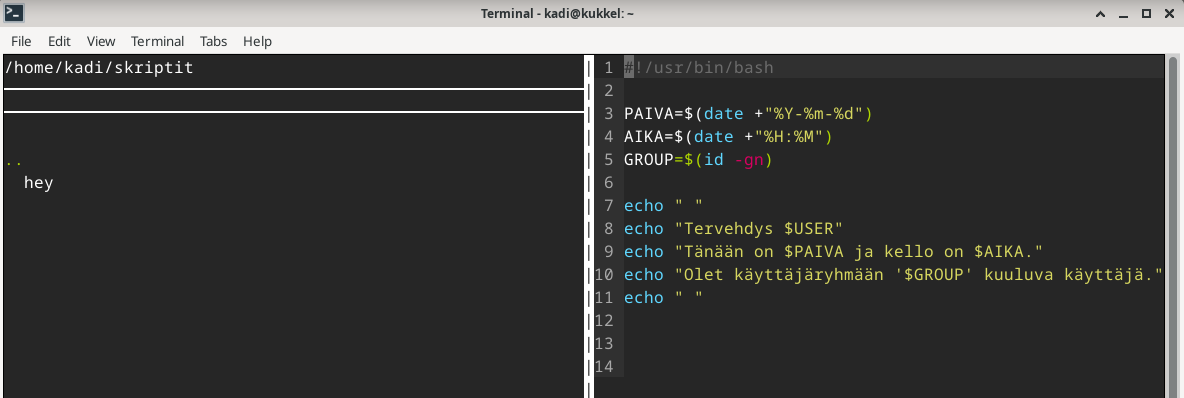 Terminal - kadi@kukkel: ~
File Edit View Terminal Tabs Help
/home/kadi/skriptit
..
hey
1 #!/usr/bin/bash
2
3 PAIVA=$(date +"%Y-%m-%d")
4 AIKA=$(date +"%H:%M")
5 GROUP=$(id -gn)
6
7 echo " "
8 echo "Tervehdys $USER"
9 echo "Tänään on $PAIVA ja kello on $AIKA."
10 echo "Olet käyttäjäryhmään '$GROUP' kuuluva käyttäjä."
11 echo " "
12
13
14